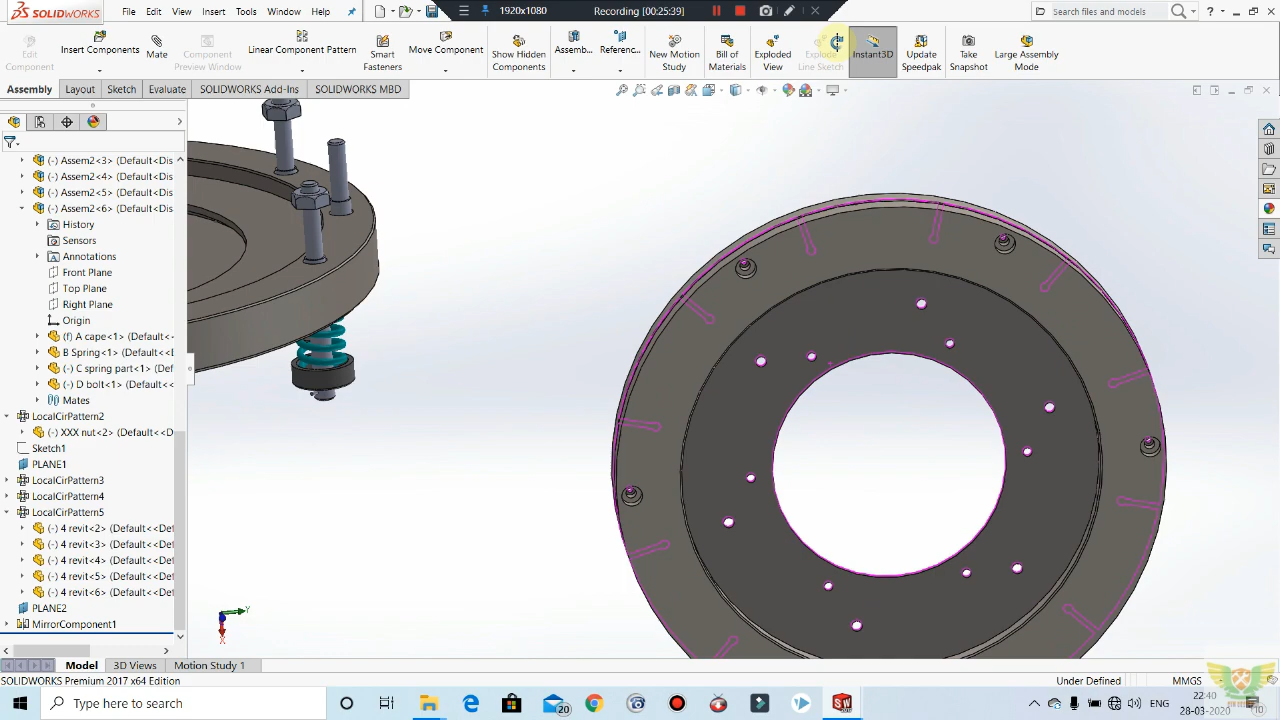 SOLIDWORKS
File Edit View Insert Tools Window Help
1920x1080 Recording [00:25:39]
Search files and models
Edit Component
Insert Components
Mate
Component Preview Window
Linear Component Pattern
Smart Fasteners
Move Component
Show Hidden Components
Assemb...
Referenc...
New Motion Study
Bill of Materials
Exploded View
Explode Line Sketch
Instant3D
Update Speedpak
Take Snapshot
Large Assembly Mode
Assembly Layout Sketch Evaluate SOLIDWORKS Add-Ins SOLIDWORKS MBD
(-) Assem2<3> (Default<Dis
(-) Assem2<4> (Default<Dis
(-) Assem2<5> (Default<Dis
(-) Assem2<6> (Default<Dis
History
Sensors
Annotations
Front Plane
Top Plane
Right Plane
Origin
(f) A cape<1> (Default<<D
B Spring<1> (Default<<D
(-) C spring part<1> (Defa
(-) D bolt<1> (Default<<D
Mates
LocalCirPattern2
(-) XXX nut<2> (Default<<D
Sketch1
PLANE1
LocalCirPattern3
LocalCirPattern4
LocalCirPattern5
(-) 4 revit<2> (Default<<Def
(-) 4 revit<3> (Default<<Def
(-) 4 revit<4> (Default<<Def
(-) 4 revit<5> (Default<<Def
(-) 4 revit<6> (Default<<Def
PLANE2
MirrorComponent1
Y
X
Model 3D Views Motion Study 1
SOLIDWORKS Premium 2017 x64 Edition
Under Defined MMGS
Type here to search
20
ENG
22:40
28-03-2020
10